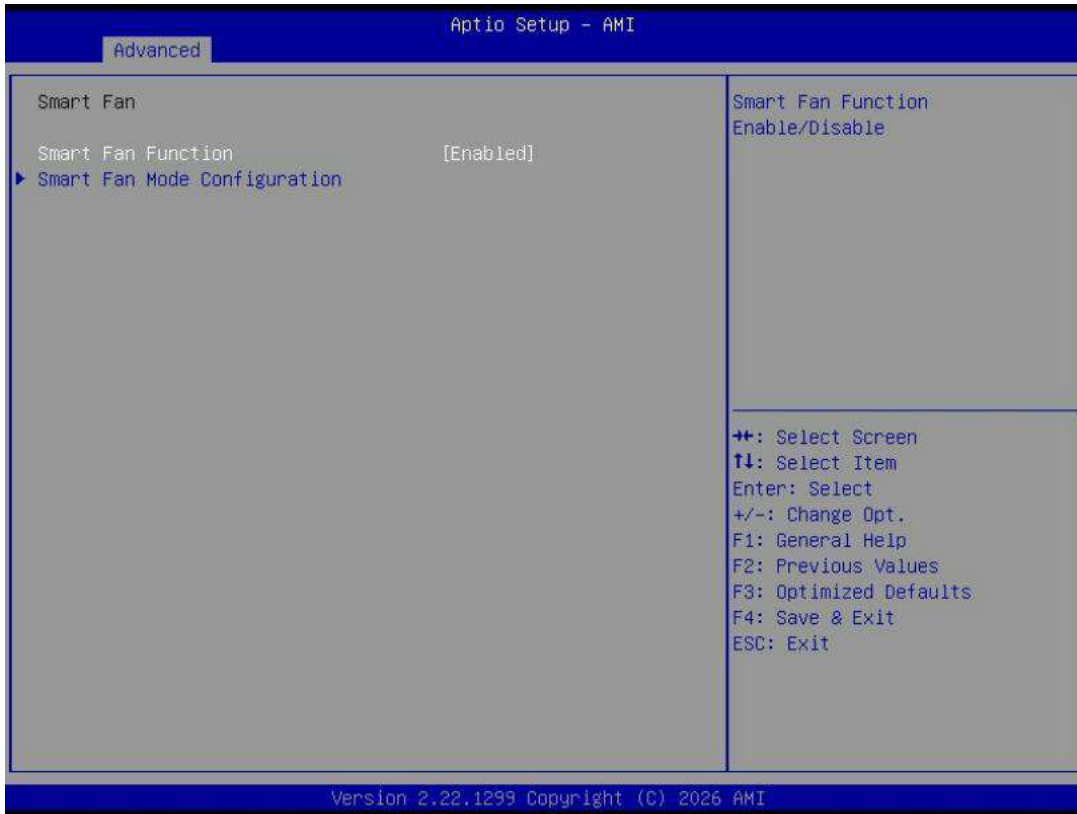 Aptio Setup - AMI
Advanced
Smart Fan
Smart Fan Function [Enabled]
Smart Fan Mode Configuration
Smart Fan Function
Enable/Disable
→←: Select Screen
↑↓: Select Item
Enter: Select
+/-: Change Opt.
F1: General Help
F2: Previous Values
F3: Optimized Defaults
F4: Save & Exit
ESC: Exit
Version 2.22.1299 Copyright (C) 2026 AMI